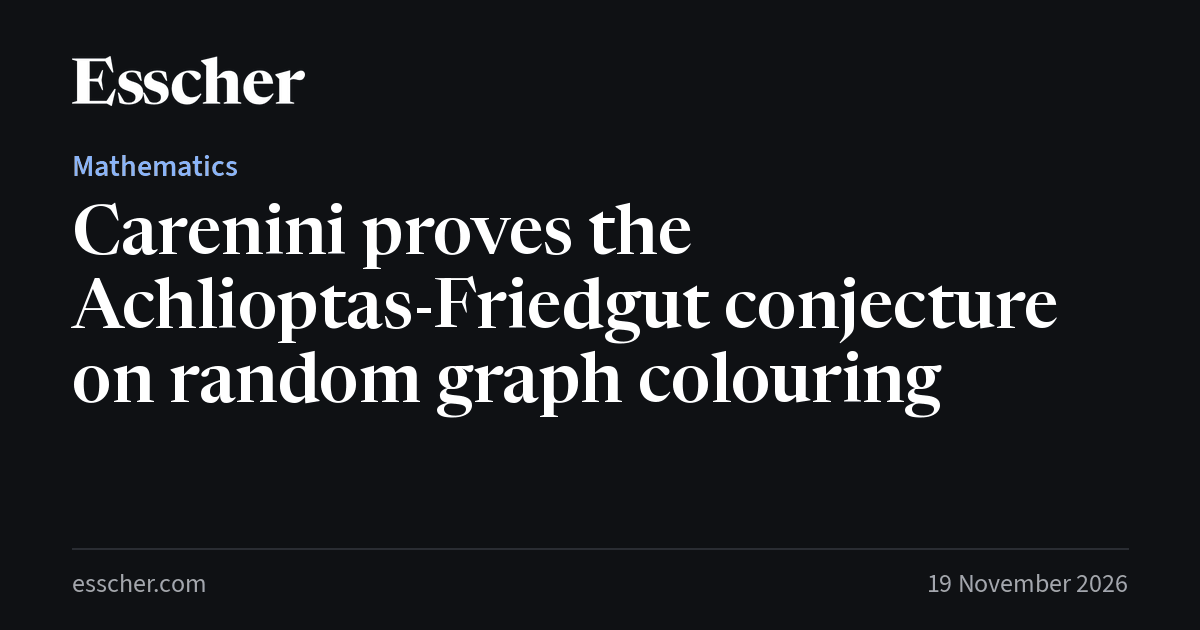 Esscher
Mathematics
Carenini proves the
Achlioptas-Friedgut conjecture
on random graph colouring
esscher.com
19 November 2026